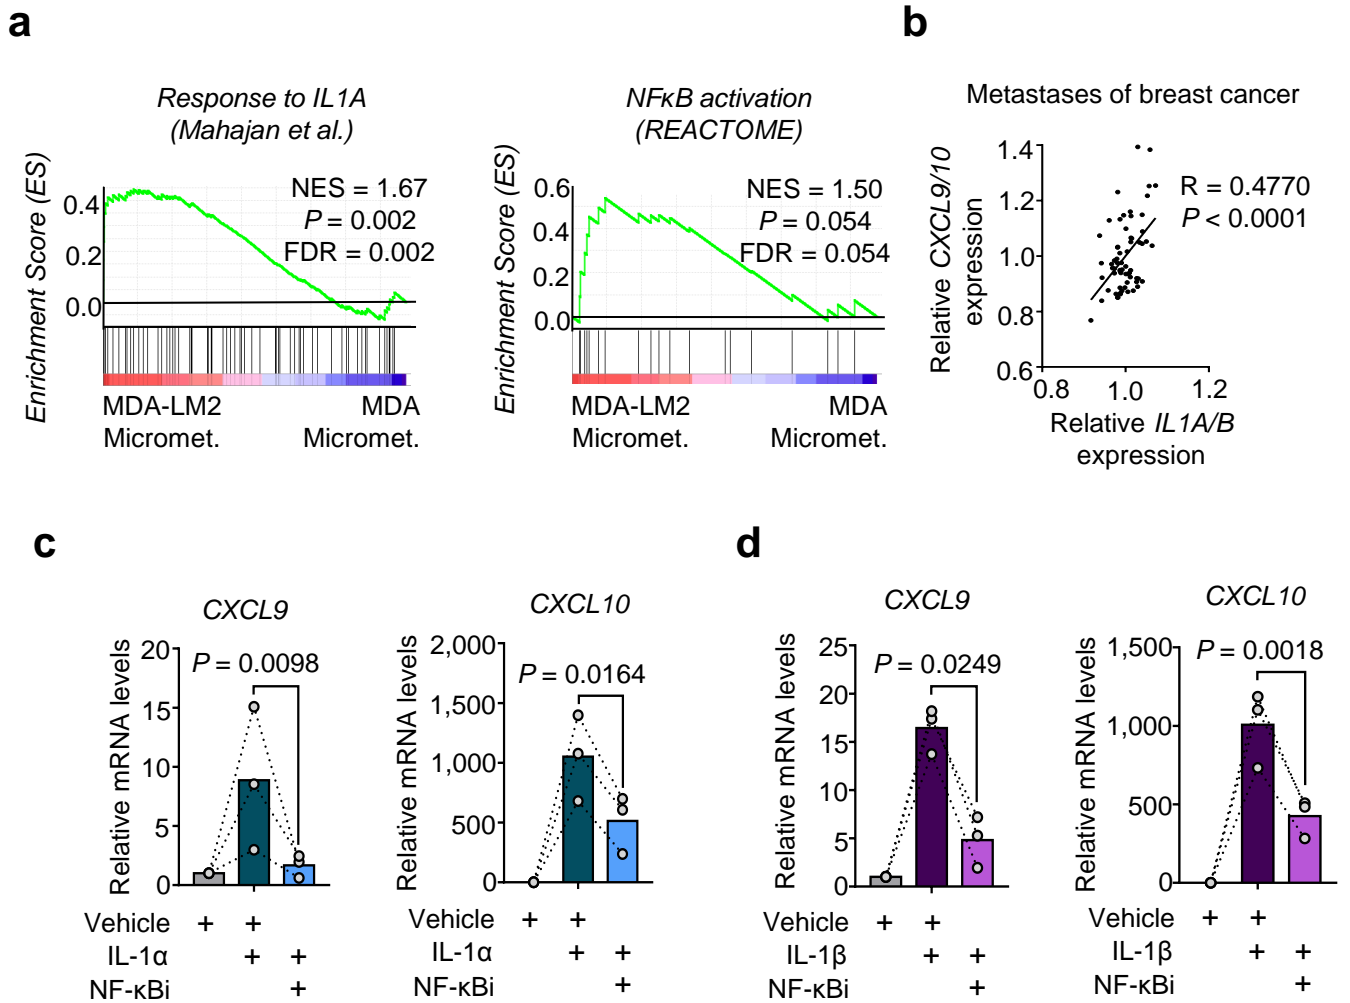 a
Response to IL1A
(Mahajan et al.)
Enrichment Score (ES)
0.4
0.2
0.0
NES = 1.67
P = 0.002
FDR = 0.002
MDA-LM2
Micromet.
MDA
Micromet.
NFκB activation
(REACTOME)
Enrichment Score (ES)
0.6
0.4
0.2
0.0
NES = 1.50
P = 0.054
FDR = 0.054
MDA-LM2
Micromet.
MDA
Micromet.
b
Metastases of breast cancer
Relative CXCL9/10
expression
1.4
1.2
1.0
0.8
0.6
R = 0.4770
P < 0.0001
0.8 1.0 1.2
Relative IL1A/B
expression
c
CXCL9
Relative mRNA levels
20
15
10
5
0
P = 0.0098
Vehicle + +
IL-1α + +
NF-κBi +
CXCL10
Relative mRNA levels
2,000
1,500
1,000
500
0
P = 0.0164
Vehicle + +
IL-1α + +
NF-κBi +
d
CXCL9
Relative mRNA levels
25
20
15
10
5
0
P = 0.0249
Vehicle + +
IL-1β + +
NF-κBi +
CXCL10
Relative mRNA levels
1,500
1,000
500
0
P = 0.0018
Vehicle + +
IL-1β + +
NF-κBi +